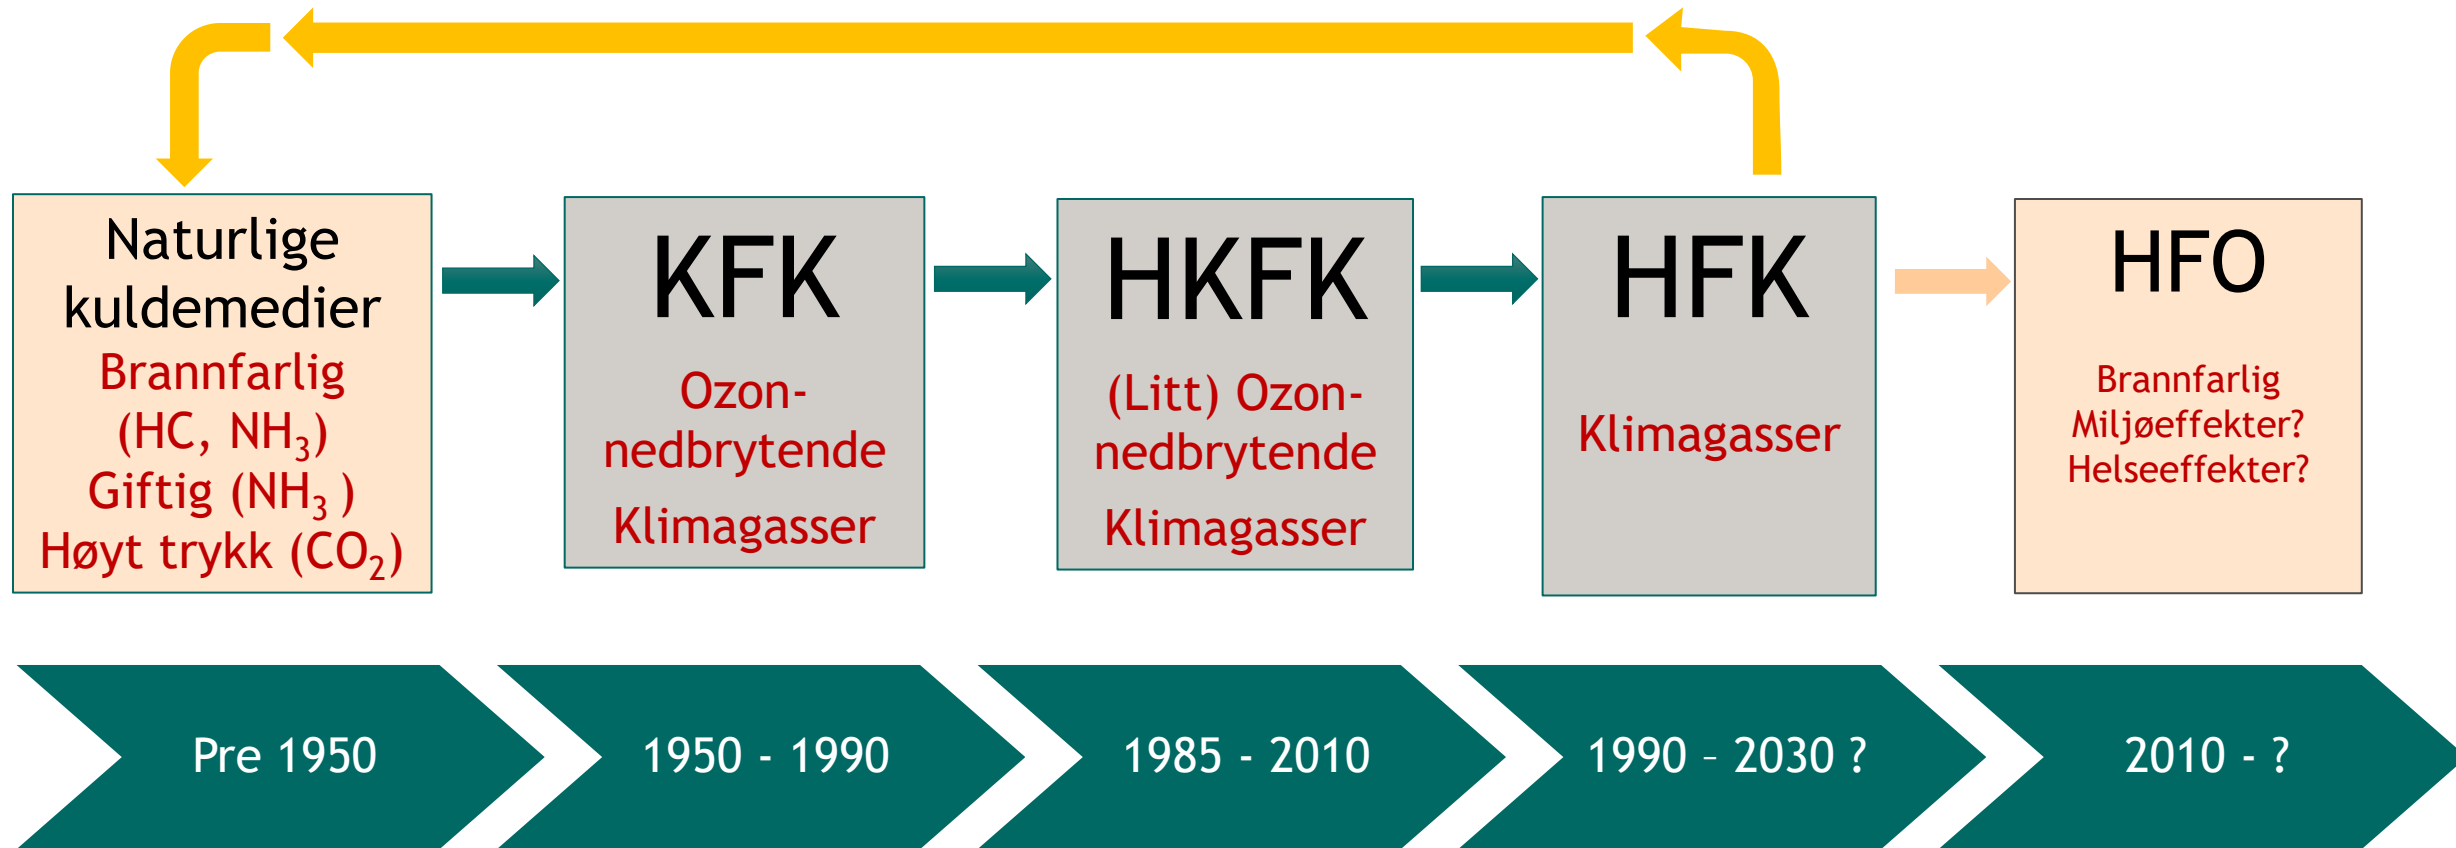 Naturlige
kuldemedier
Brannfarlig
(HC, NH₃)
Giftig (NH₃ )
Høyt trykk (CO₂)
KFK
Ozon-
nedbrytende
Klimagasser
HKFK
(Litt) Ozon-
nedbrytende
Klimagasser
HFK
Klimagasser
HFO
Brannfarlig
Miljøeffekter?
Helseeffekter?
Pre 1950
1950 - 1990
1985 - 2010
1990 – 2030 ?
2010 - ?